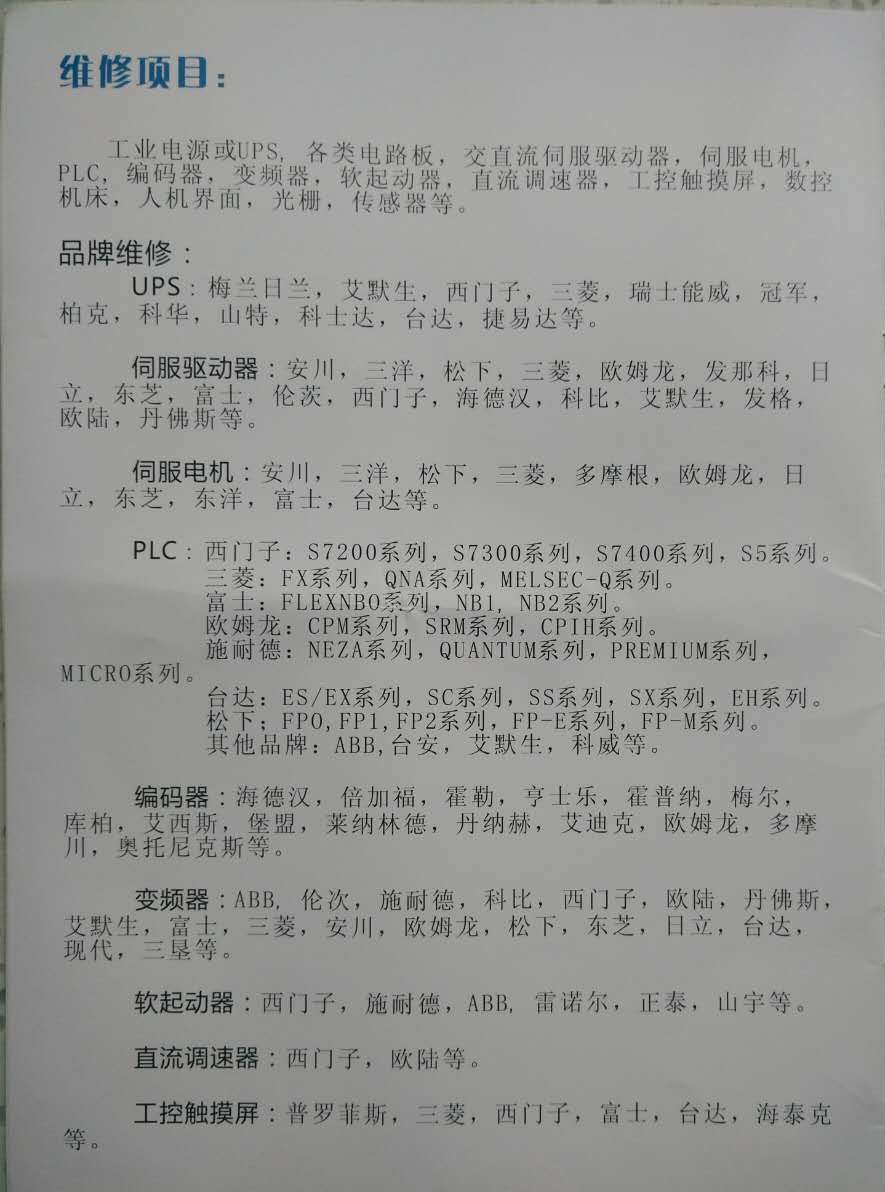 维修项目：
工业电源或UPS, 各类电路板，交直流伺服驱动器，伺服电机，
PLC, 编码器，变频器，软起动器，直流调速器，工控触摸屏，数控
机床，人机界面，光栅，传感器等。
品牌维修：
UPS：梅兰日兰，艾默生，西门子，三菱，瑞士能威，冠军，
柏克，科华，山特，科士达，台达，捷易达等。
伺服驱动器：安川，三洋，松下，三菱，欧姆龙，发那科，日
立，东芝，富士，伦茨，西门子，海德汉，科比，艾默生，发格，
欧陆，丹佛斯等。
伺服电机：安川，三洋，松下，三菱，多摩根，欧姆龙，日
立，东芝，东洋，富士，台达等。
PLC：西门子：S7200系列，S7300系列，S7400系列，S5系列。
三菱：FX系列，QNA系列，MELSEC-Q系列。
富士：FLEXNBO系列，NB1, NB2系列。
欧姆龙：CPM系列，SRM系列，CPIH系列。
施耐德：NEZA系列，QUANTUM系列，PREMIUM系列，
MICRO系列。
台达：ES/EX系列，SC系列，SS系列，SX系列，EH系列。
松下；FPO,FP1,FP2系列，FP-E系列，FP-M系列。
其他品牌：ABB,台安，艾默生，科威等。
编码器：海德汉，倍加福，霍勒，亨士乐，霍普纳，梅尔，
库柏，艾西斯，堡盟，莱纳林德，丹纳赫，艾迪克，欧姆龙，多摩
川，奥托尼克斯等。
变频器：ABB, 伦次，施耐德，科比，西门子，欧陆，丹佛斯，
艾默生，富士，三菱，安川，欧姆龙，松下，东芝，日立，台达，
现代，三垦等。
软起动器：西门子，施耐德，ABB, 雷诺尔，正泰，山宇等。
直流调速器：西门子，欧陆等。
工控触摸屏：普罗菲斯，三菱，西门子，富士，台达，海泰克
等。